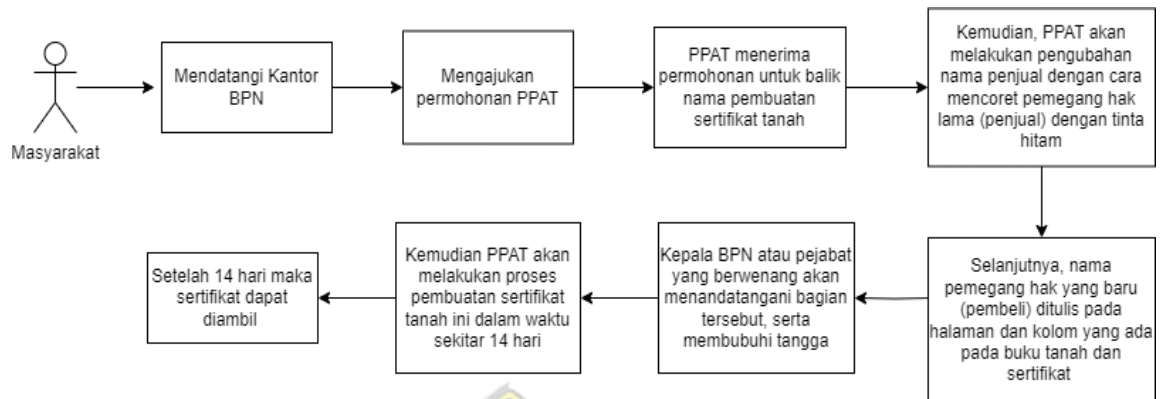 Masyarakat
Mendatangi Kantor
BPN
Mengajukan
permohonan PPAT
PPAT menerima
permohonan untuk balik
nama pembuatan
sertifikat tanah
Kemudian, PPAT akan
melakukan pengubahan
nama penjual dengan cara
mencoret pemegang hak
lama (penjual) dengan tinta
hitam
Selanjutnya, nama
pemegang hak yang baru
(pembeli) ditulis pada
halaman dan kolom yang ada
pada buku tanah dan
sertifikat
Kepala BPN atau pejabat
yang berwenang akan
menandatangani bagian
tersebut, serta
membubuhi tangga
Kemudian PPAT akan
melakukan proses
pembuatan sertifikat
tanah ini dalam waktu
sekitar 14 hari
Setelah 14 hari maka
sertifikat dapat
diambil